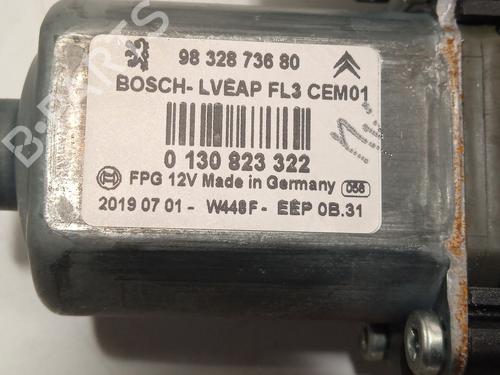 98 328 736 80
BOSCH- LVEAP FL3 CEM01
0 130 823 322
FPG 12V Made in Germany 056
2019 07 01 - W448F - EEP 0B.31
B-PARTS